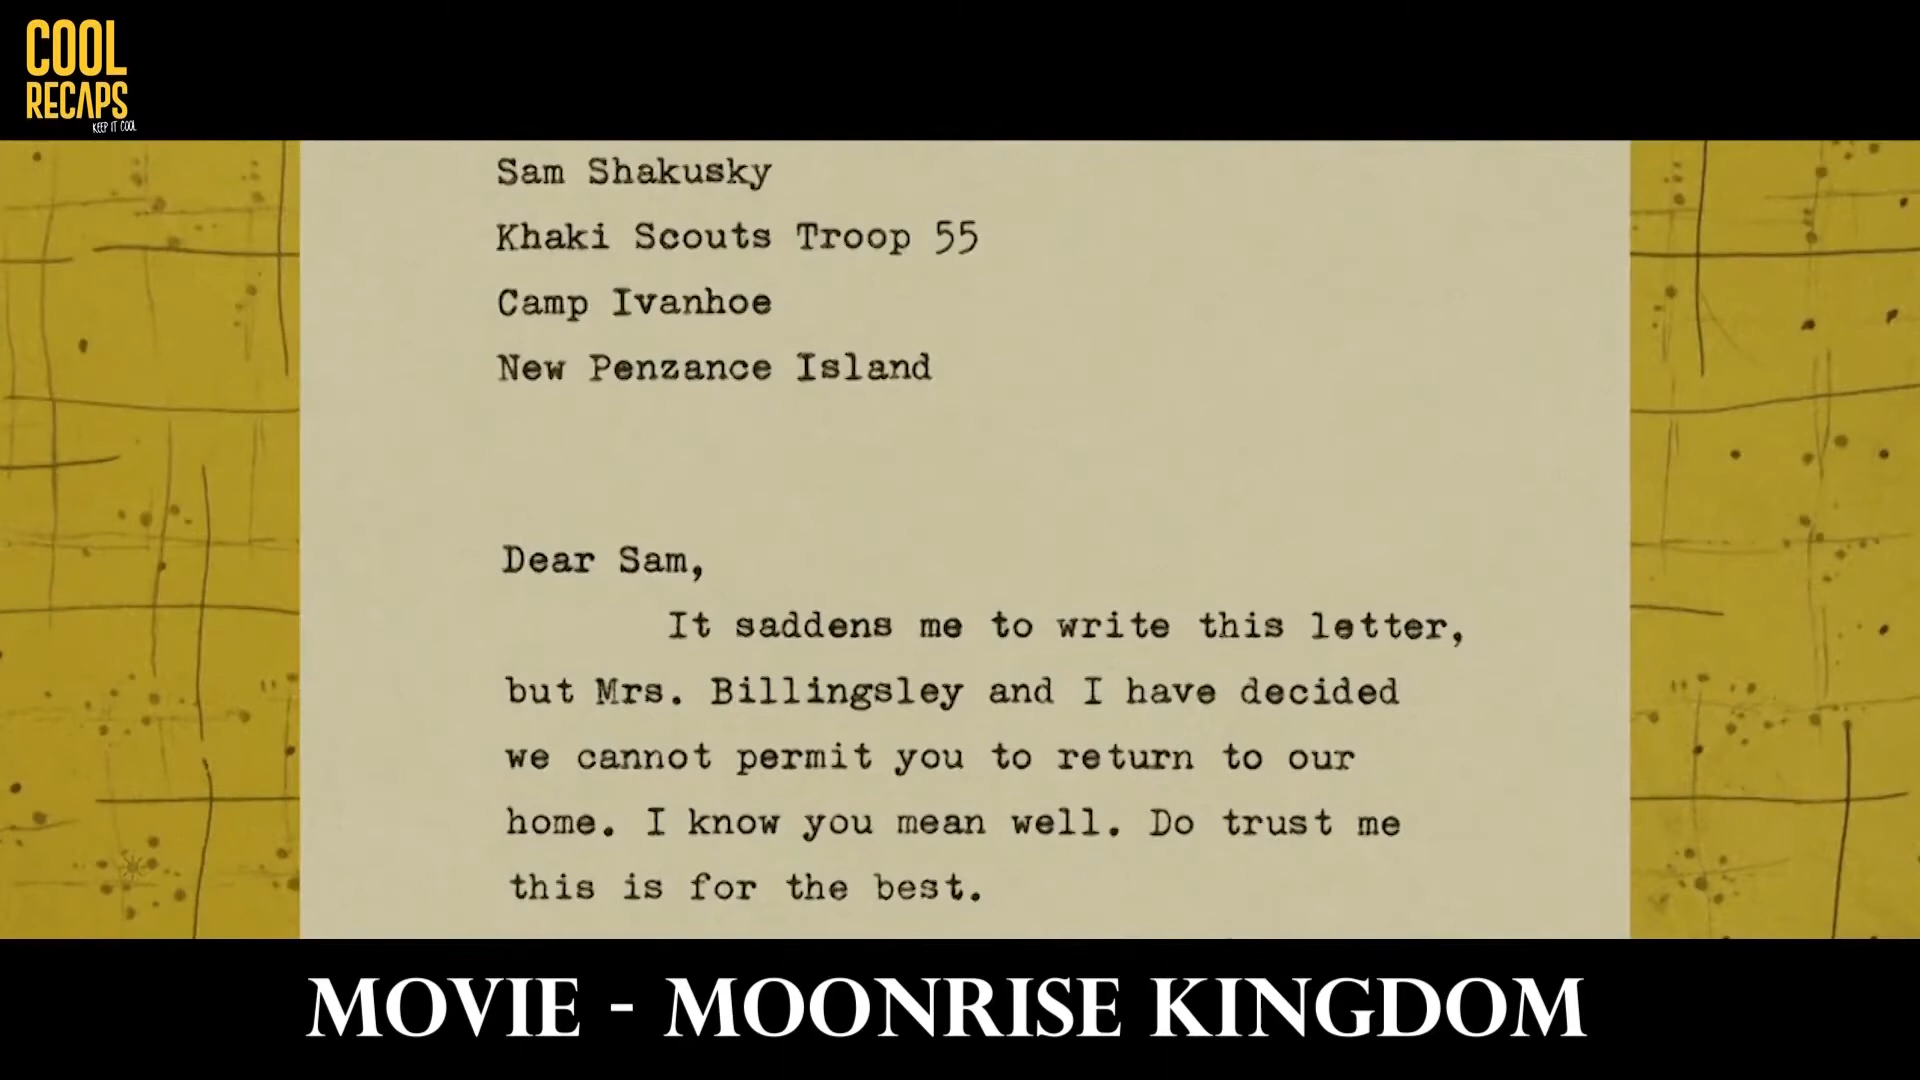 COOL
RECAPS
KEEP IT COOL
Sam Shakusky
Khaki Scouts Troop 55
Camp Ivanhoe
New Penzance Island
Dear Sam,
It saddens me to write this letter,
but Mrs. Billingsley and I have decided
we cannot permit you to return to our
home. I know you mean well. Do trust me
this is for the best.
MOVIE - MOONRISE KINGDOM